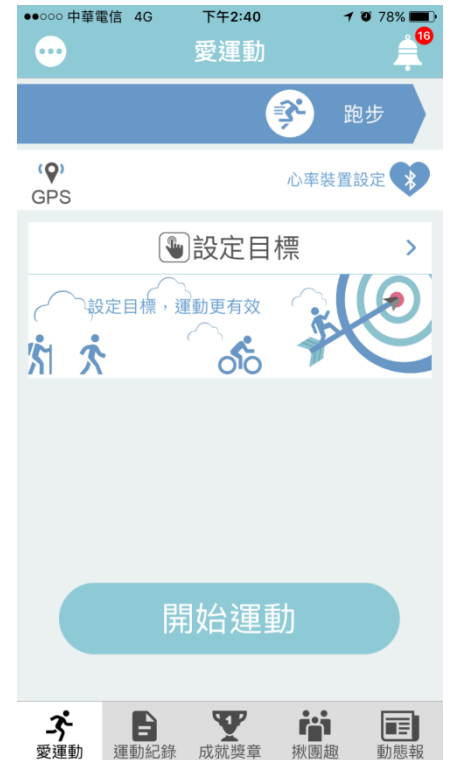 中華電信 4G 下午2:40 78%
愛運動
16
跑步
GPS
心率裝置設定
設定目標
設定目標，運動更有效
開始運動
愛運動 運動紀錄 成就獎章 揪團趣 動態報